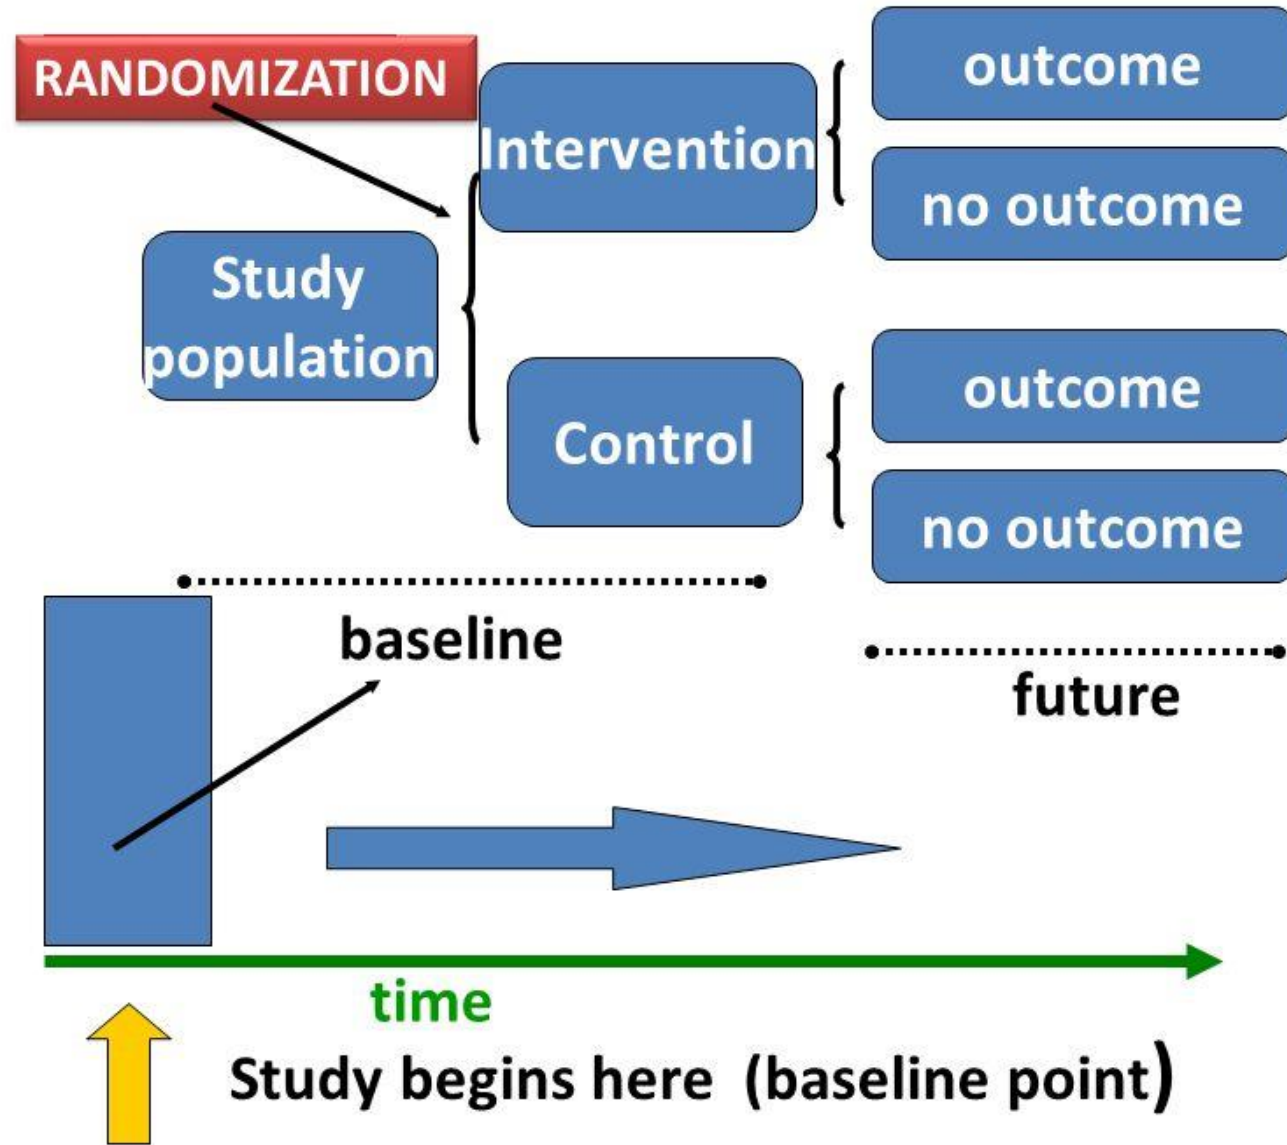 RANDOMIZATION
Intervention
outcome
no outcome
Study
population
Control
outcome
no outcome
baseline
future
time
Study begins here  (baseline point)